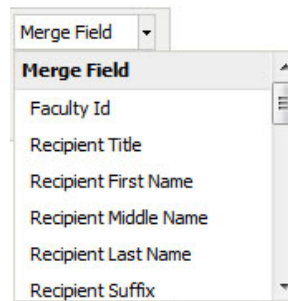 Merge Field
Merge Field
Faculty Id
Recipient Title
Recipient First Name
Recipient Middle Name
Recipient Last Name
Recipient Suffix